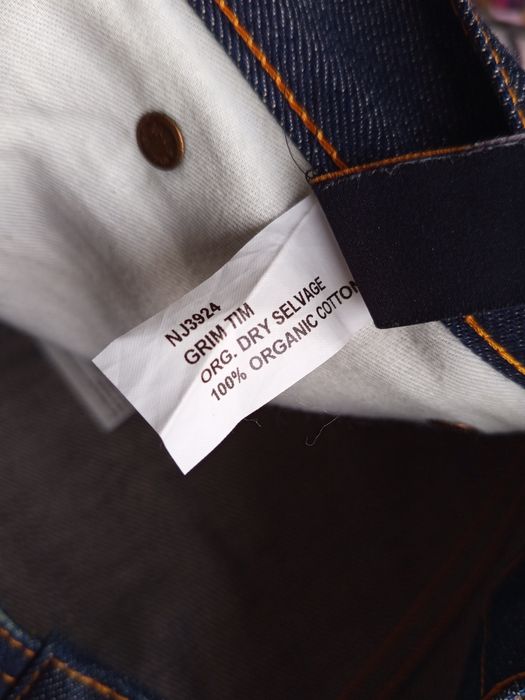 NJ3924
GRIM TIM
ORG. DRY SELVAGE
100% ORGANIC COTTON